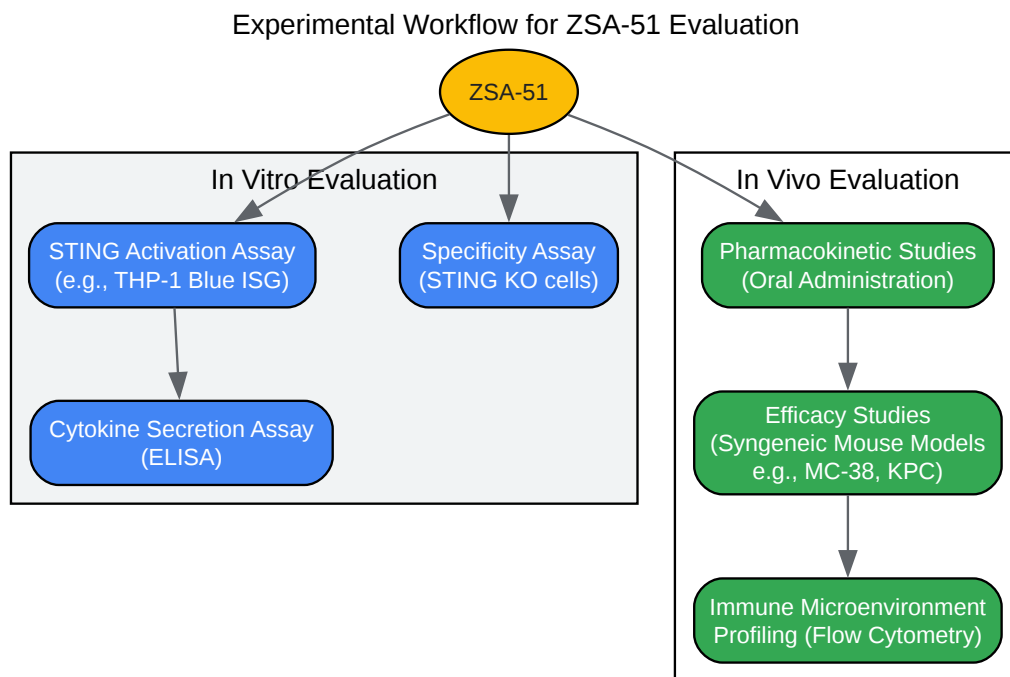 Experimental Workflow for ZSA-51 Evaluation
ZSA-51
In Vitro Evaluation
STING Activation Assay
(e.g., THP-1 Blue ISG)
Specificity Assay
(STING KO cells)
Cytokine Secretion Assay
(ELISA)
In Vivo Evaluation
Pharmacokinetic Studies
(Oral Administration)
Efficacy Studies
(Syngeneic Mouse Models
e.g., MC-38, KPC)
Immune Microenvironment
Profiling (Flow Cytometry)